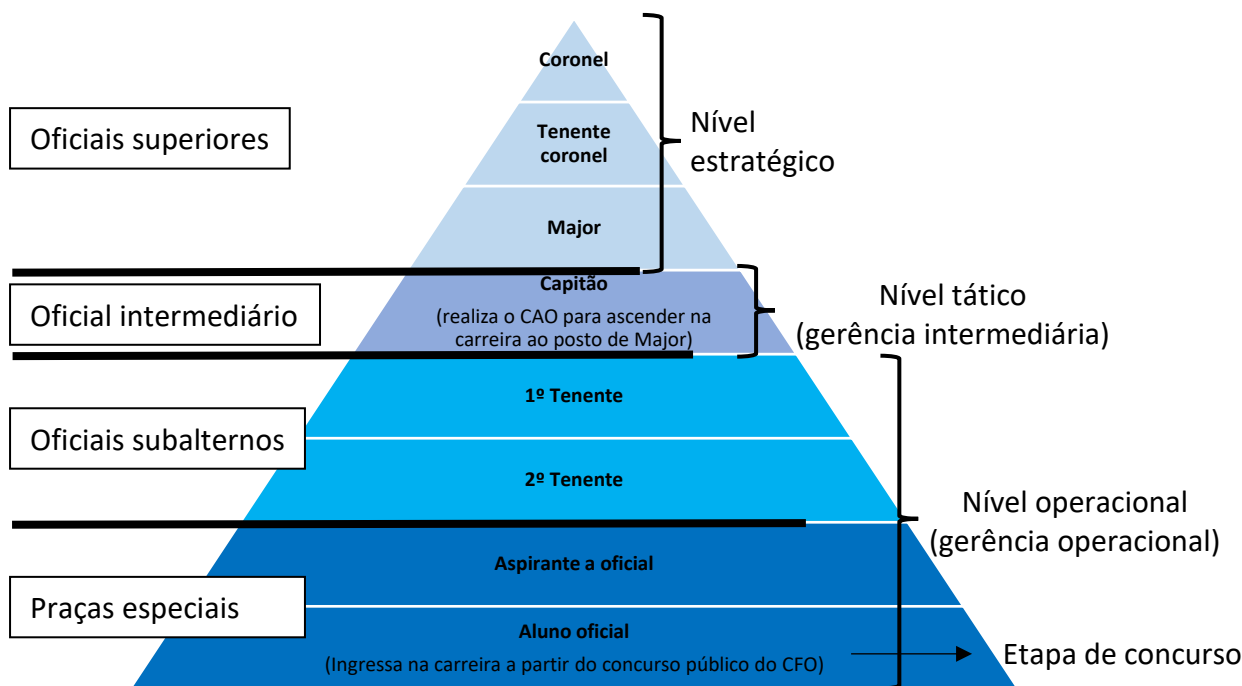 Coronel
Oficiais superiores
Tenente
coronel
Nível
estratégico
Major
Oficial intermediário
Capitão
(realiza o CAO para ascender na
carreira ao posto de Major)
Nível tático
(gerência intermediária)
Oficiais subalternos
1º Tenente
2º Tenente
Nível operacional
(gerência operacional)
Praças especiais
Aspirante a oficial
Aluno oficial
(Ingressa na carreira a partir do concurso público do CFO)
Etapa de concurso